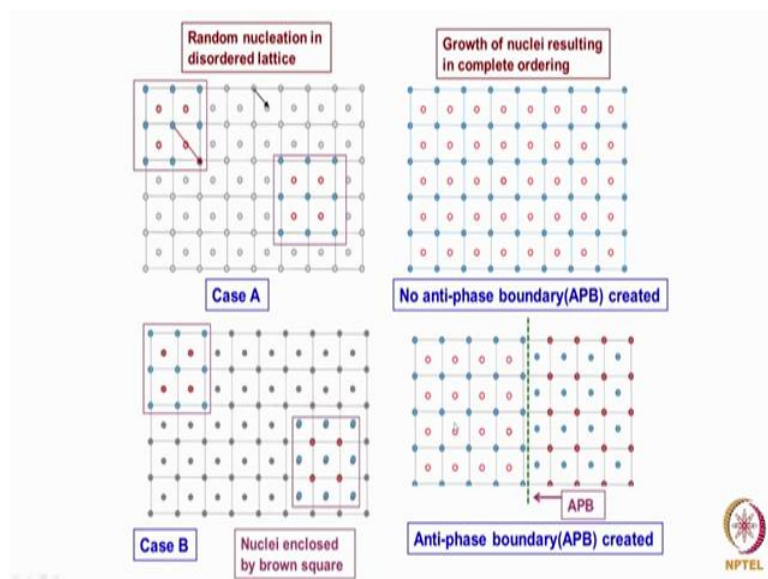 Random nucleation in
disordered lattice
Growth of nuclei resulting
in complete ordering
Case A
No anti-phase boundary(APB) created
APB
Case B
Nuclei enclosed
by brown square
Anti-phase boundary(APB) created
NPTEL